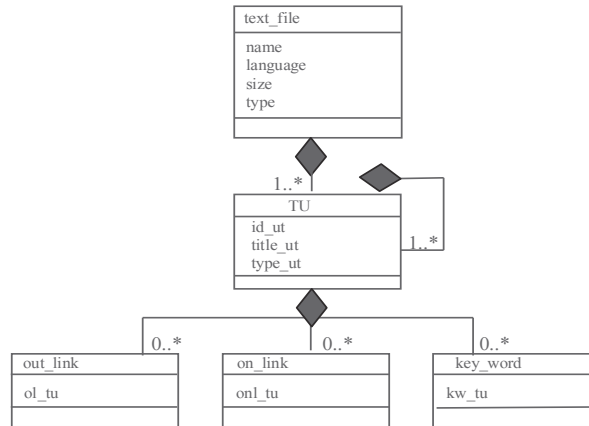 text_file
name
language
size
type
1..*
TU
id_ut
title_ut
type_ut
1..*
0..* 0..* 0..*
out_link on_link key_word
ol_tu onl_tu kw_tu